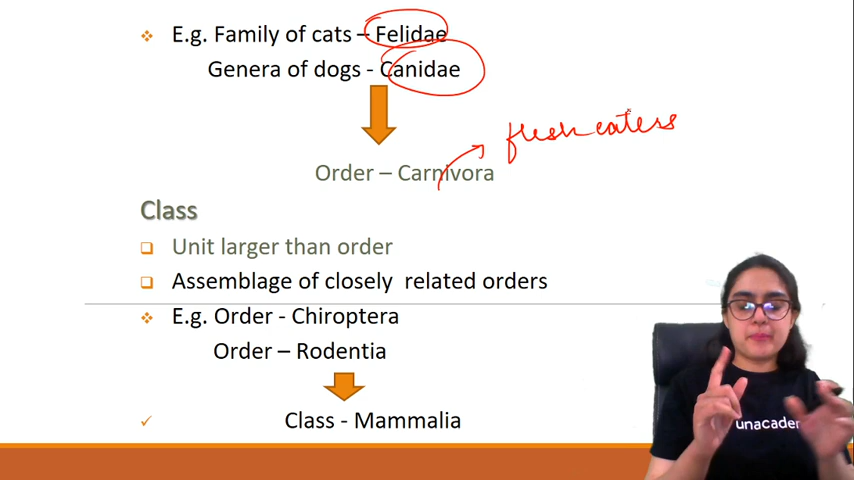 E.g. Family of cats – Felidae
Genera of dogs - Canidae
flesh eaters
Order – Carnivora
Class
Unit larger than order
Assemblage of closely related orders
E.g. Order - Chiroptera
Order – Rodentia
Class - Mammalia
unacadem